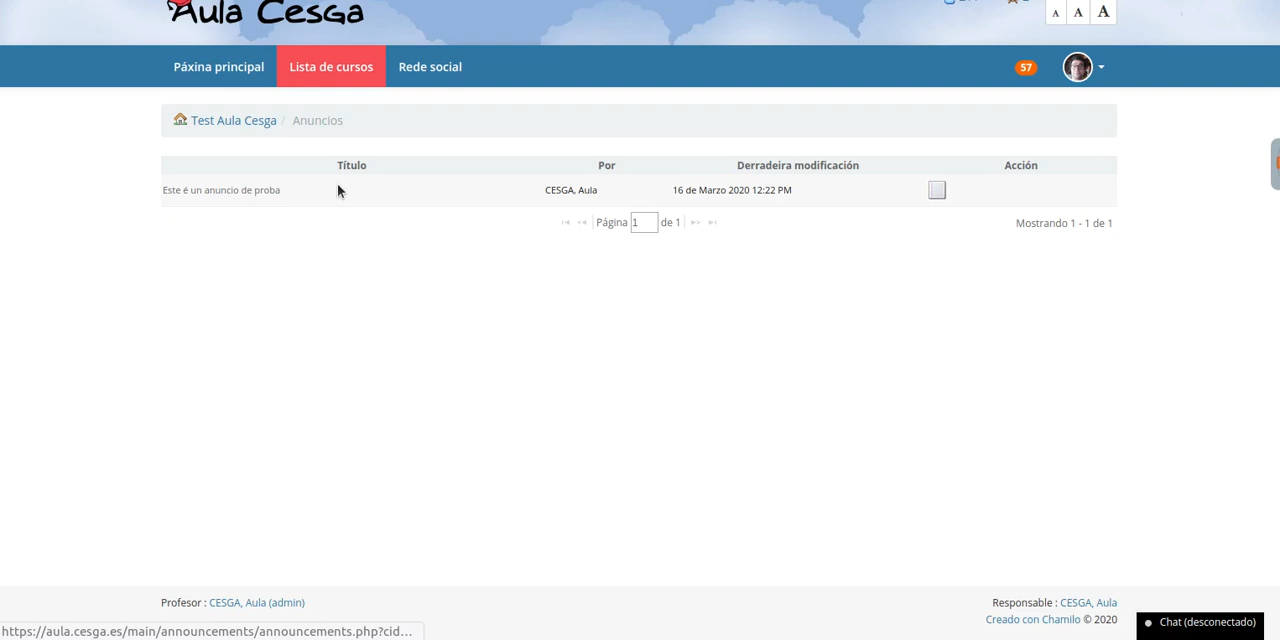 Aula Cesga
A A A
Páxina principal Lista de cursos Rede social 57
Test Aula Cesga / Anuncios
Título Por Derradeira modificación Acción
Este é un anuncio de proba CESGA, Aula 16 de Marzo 2020 12:22 PM
Página 1 de 1 Mostrando 1 - 1 de 1
Profesor : CESGA, Aula (admin) Responsable : CESGA, Aula
Creado con Chamilo © 2020
https://aula.cesga.es/main/announcements/announcements.php?cid...
Chat (desconectado)